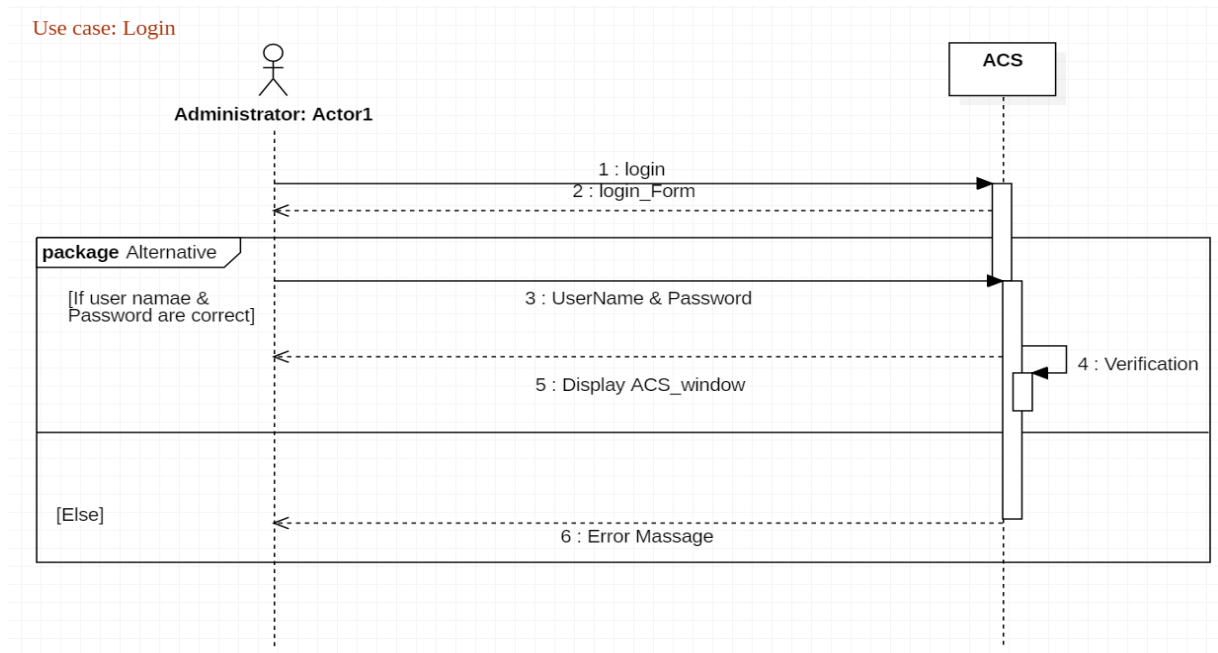 Use case: Login
ACS
Administrator: Actor1
1 : login
2 : login_Form
package Alternative
[If user namae &
Password are correct]
3 : UserName & Password
4 : Verification
5 : Display ACS_window
[Else]
6 : Error Massage